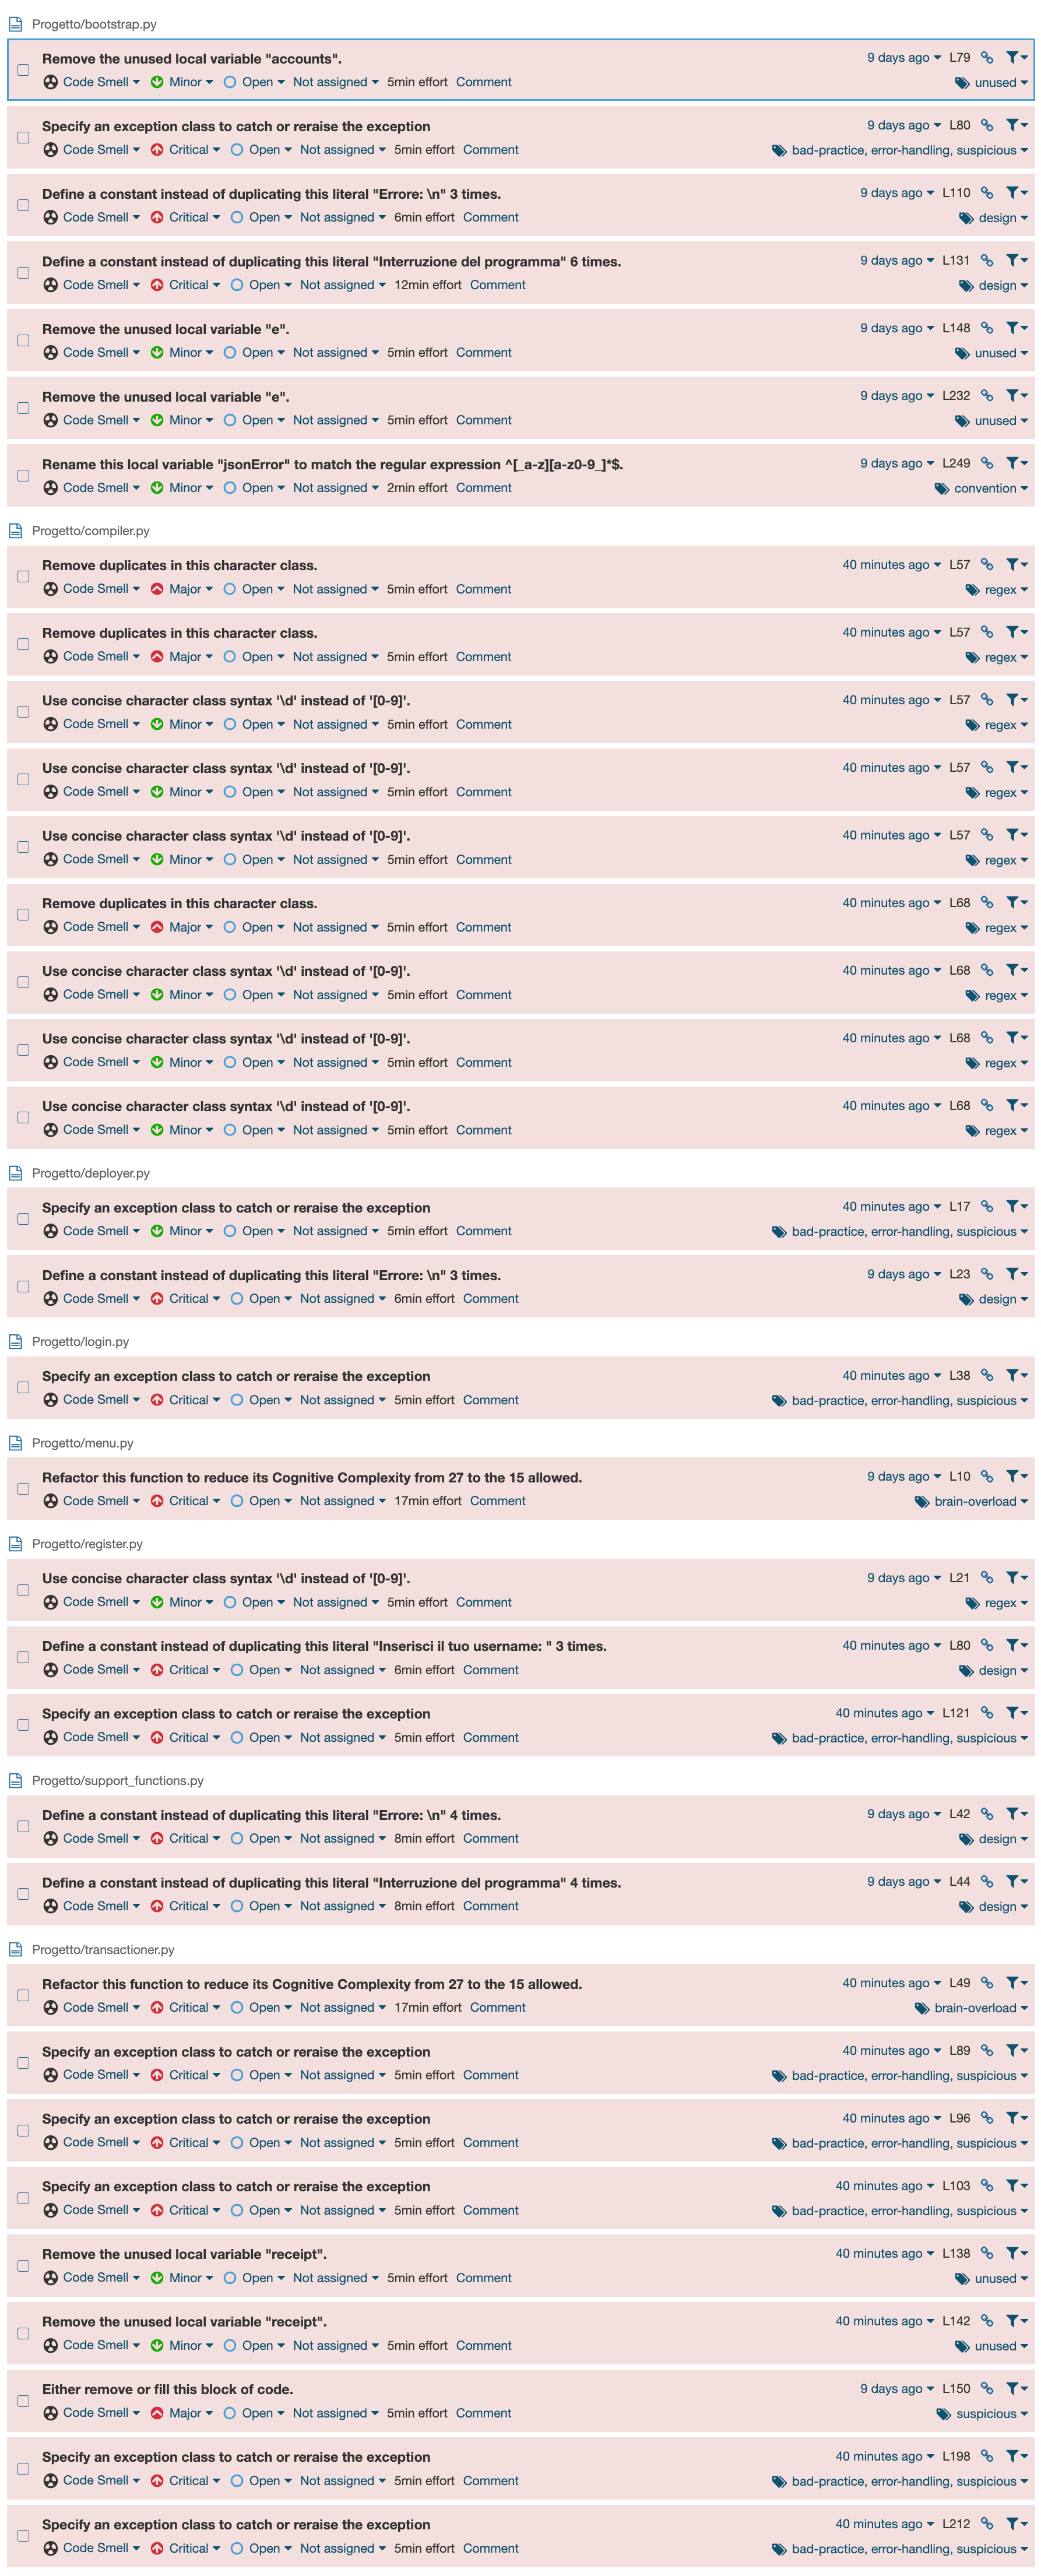 Progetto/bootstrap.py
Remove the unused local variable "accounts". 9 days ago L79
Code Smell Minor Open Not assigned 5min effort Comment unused
Specify an exception class to catch or reraise the exception 9 days ago L80
Code Smell Critical Open Not assigned 5min effort Comment bad-practice, error-handling, suspicious
Define a constant instead of duplicating this literal "Errore: \n" 3 times. 9 days ago L110
Code Smell Critical Open Not assigned 6min effort Comment design
Define a constant instead of duplicating this literal "Interruzione del programma" 6 times. 9 days ago L131
Code Smell Critical Open Not assigned 12min effort Comment design
Remove the unused local variable "e". 9 days ago L148
Code Smell Minor Open Not assigned 5min effort Comment unused
Remove the unused local variable "e". 9 days ago L232
Code Smell Minor Open Not assigned 5min effort Comment unused
Rename this local variable "jsonError" to match the regular expression ^[_a-z][a-z0-9_]*$. 9 days ago L249
Code Smell Minor Open Not assigned 2min effort Comment convention
Progetto/compiler.py
Remove duplicates in this character class. 40 minutes ago L57
Code Smell Major Open Not assigned 5min effort Comment regex
Remove duplicates in this character class. 40 minutes ago L57
Code Smell Major Open Not assigned 5min effort Comment regex
Use concise character class syntax '\d' instead of '[0-9]'. 40 minutes ago L57
Code Smell Minor Open Not assigned 5min effort Comment regex
Use concise character class syntax '\d' instead of '[0-9]'. 40 minutes ago L57
Code Smell Minor Open Not assigned 5min effort Comment regex
Use concise character class syntax '\d' instead of '[0-9]'. 40 minutes ago L57
Code Smell Minor Open Not assigned 5min effort Comment regex
Remove duplicates in this character class. 40 minutes ago L68
Code Smell Major Open Not assigned 5min effort Comment regex
Use concise character class syntax '\d' instead of '[0-9]'. 40 minutes ago L68
Code Smell Minor Open Not assigned 5min effort Comment regex
Use concise character class syntax '\d' instead of '[0-9]'. 40 minutes ago L68
Code Smell Minor Open Not assigned 5min effort Comment regex
Use concise character class syntax '\d' instead of '[0-9]'. 40 minutes ago L68
Code Smell Minor Open Not assigned 5min effort Comment regex
Progetto/deployer.py
Specify an exception class to catch or reraise the exception 40 minutes ago L17
Code Smell Minor Open Not assigned 5min effort Comment bad-practice, error-handling, suspicious
Define a constant instead of duplicating this literal "Errore: \n" 3 times. 9 days ago L23
Code Smell Critical Open Not assigned 6min effort Comment design
Progetto/login.py
Specify an exception class to catch or reraise the exception 40 minutes ago L38
Code Smell Critical Open Not assigned 5min effort Comment bad-practice, error-handling, suspicious
Progetto/menu.py
Refactor this function to reduce its Cognitive Complexity from 27 to the 15 allowed. 9 days ago L10
Code Smell Critical Open Not assigned 17min effort Comment brain-overload
Progetto/register.py
Use concise character class syntax '\d' instead of '[0-9]'. 9 days ago L21
Code Smell Minor Open Not assigned 5min effort Comment regex
Define a constant instead of duplicating this literal "Inserisci il tuo username: " 3 times. 40 minutes ago L80
Code Smell Critical Open Not assigned 6min effort Comment design
Specify an exception class to catch or reraise the exception 40 minutes ago L121
Code Smell Critical Open Not assigned 5min effort Comment bad-practice, error-handling, suspicious
Progetto/support_functions.py
Define a constant instead of duplicating this literal "Errore: \n" 4 times. 9 days ago L42
Code Smell Critical Open Not assigned 8min effort Comment design
Define a constant instead of duplicating this literal "Interruzione del programma" 4 times. 9 days ago L44
Code Smell Critical Open Not assigned 8min effort Comment design
Progetto/transactioner.py
Refactor this function to reduce its Cognitive Complexity from 27 to the 15 allowed. 40 minutes ago L49
Code Smell Critical Open Not assigned 17min effort Comment brain-overload
Specify an exception class to catch or reraise the exception 40 minutes ago L89
Code Smell Critical Open Not assigned 5min effort Comment bad-practice, error-handling, suspicious
Specify an exception class to catch or reraise the exception 40 minutes ago L96
Code Smell Critical Open Not assigned 5min effort Comment bad-practice, error-handling, suspicious
Specify an exception class to catch or reraise the exception 40 minutes ago L103
Code Smell Critical Open Not assigned 5min effort Comment bad-practice, error-handling, suspicious
Remove the unused local variable "receipt". 40 minutes ago L138
Code Smell Minor Open Not assigned 5min effort Comment unused
Remove the unused local variable "receipt". 40 minutes ago L142
Code Smell Minor Open Not assigned 5min effort Comment unused
Either remove or fill this block of code. 9 days ago L150
Code Smell Major Open Not assigned 5min effort Comment suspicious
Specify an exception class to catch or reraise the exception 40 minutes ago L198
Code Smell Critical Open Not assigned 5min effort Comment bad-practice, error-handling, suspicious
Specify an exception class to catch or reraise the exception 40 minutes ago L212
Code Smell Critical Open Not assigned 5min effort Comment bad-practice, error-handling, suspicious